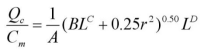 Q_c / C_m = 1/A (BL^C + 0.25r^2)^0.50 L^D